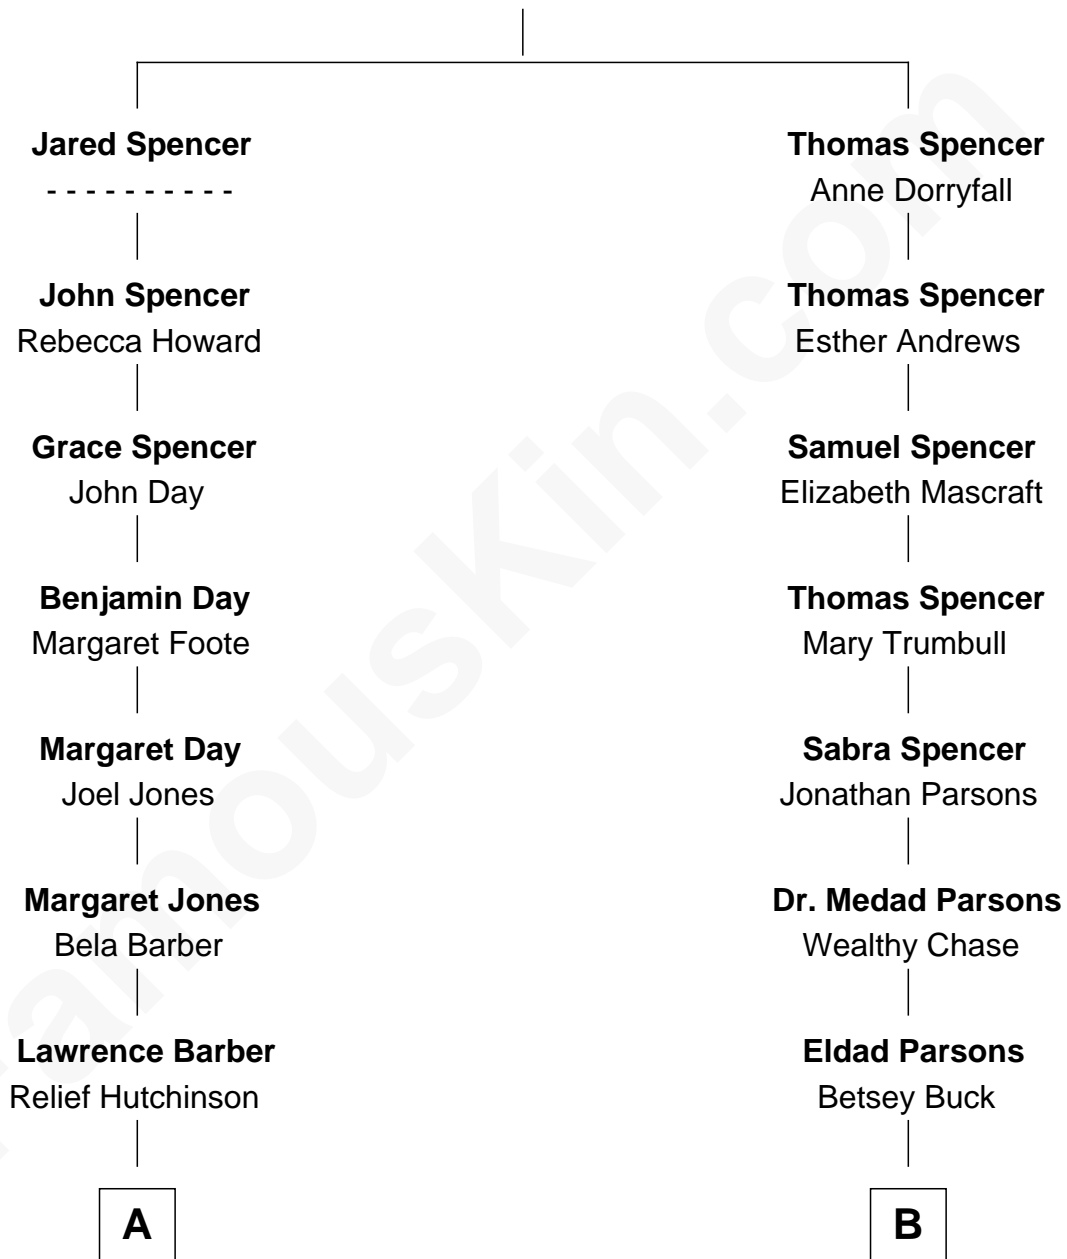 Jared Spencer
- - - - - - - - - -
John Spencer
Rebecca Howard
Grace Spencer
John Day
Benjamin Day
Margaret Foote
Margaret Day
Joel Jones
Margaret Jones
Bela Barber
Lawrence Barber
Relief Hutchinson
A
Thomas Spencer
Anne Dorryfall
Thomas Spencer
Esther Andrews
Samuel Spencer
Elizabeth Mascraft
Thomas Spencer
Mary Trumbull
Sabra Spencer
Jonathan Parsons
Dr. Medad Parsons
Wealthy Chase
Eldad Parsons
Betsey Buck
B
FamousKin.com